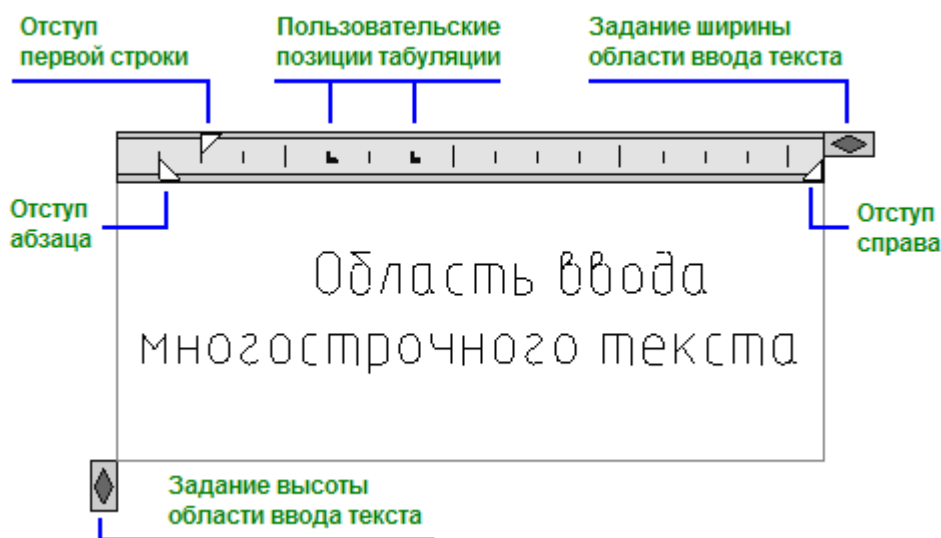 Отступ
первой строки
Пользовательские
позиции табуляции
Задание ширины
области ввода текста
Отступ
абзаца
Отступ
справа
Область ввода
многострочного текста
Задание высоты
области ввода текста